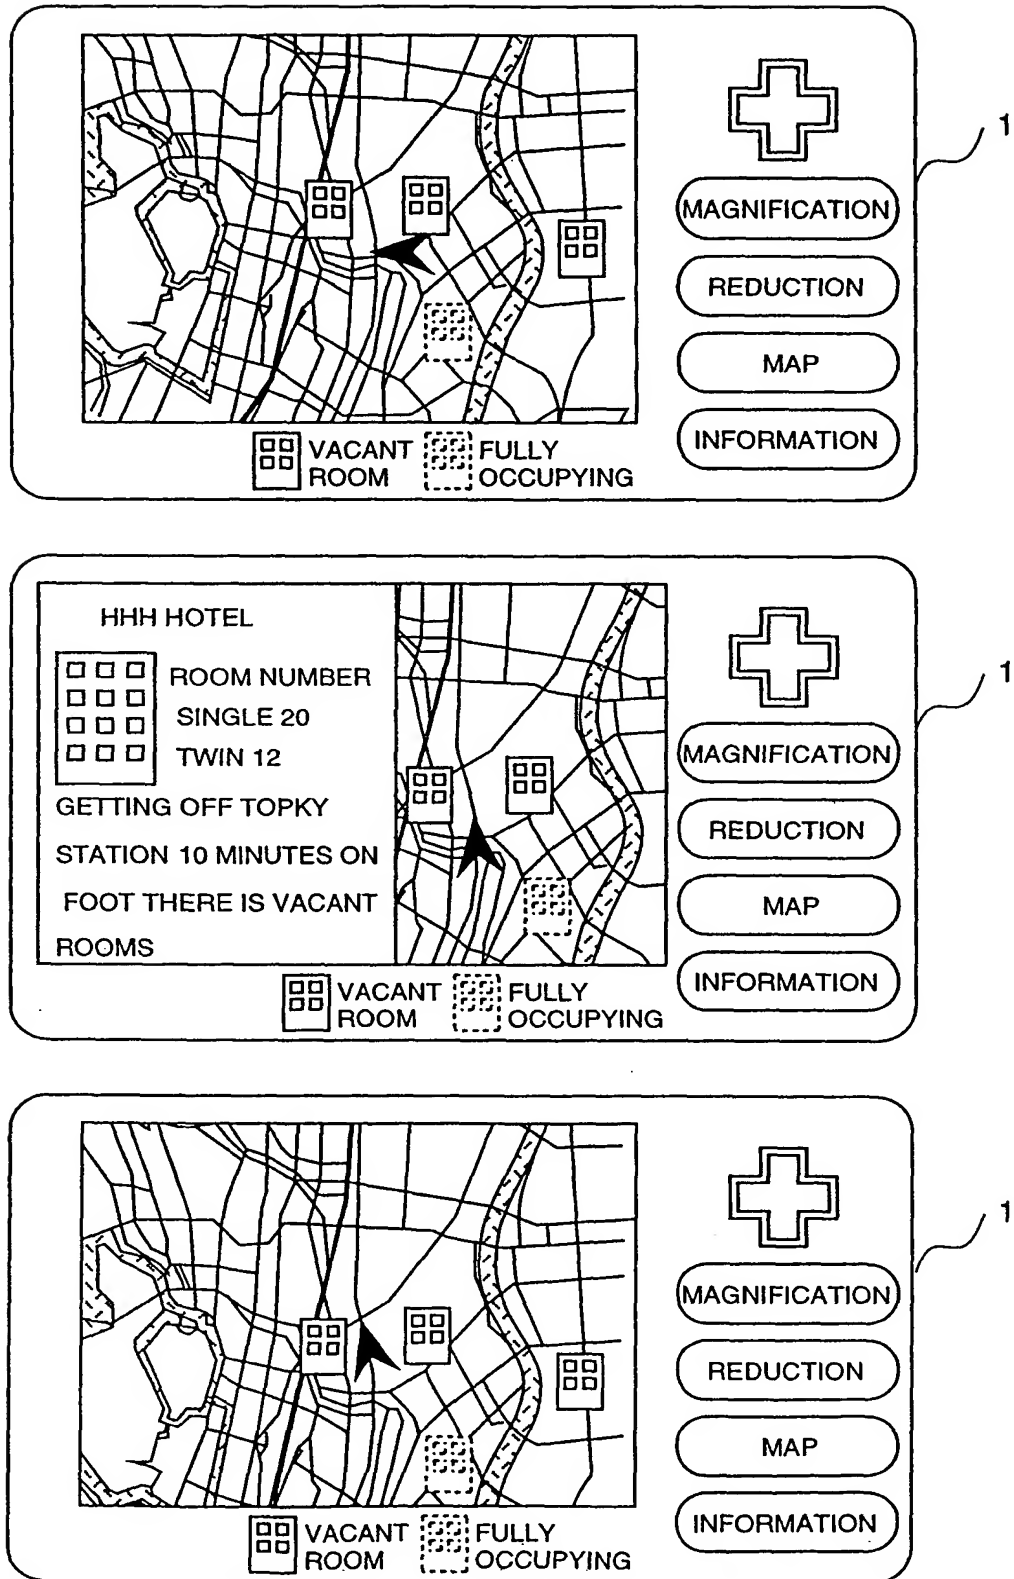 1
MAGNIFICATION
REDUCTION
MAP
INFORMATION
VACANT
ROOM
FULLY
OCCUPYING
HHH HOTEL
ROOM NUMBER
SINGLE 20
TWIN 12
GETTING OFF TOPKY
STATION 10 MINUTES ON
FOOT THERE IS VACANT
ROOMS
1
MAGNIFICATION
REDUCTION
MAP
INFORMATION
VACANT
ROOM
FULLY
OCCUPYING
1
MAGNIFICATION
REDUCTION
MAP
INFORMATION
VACANT
ROOM
FULLY
OCCUPYING